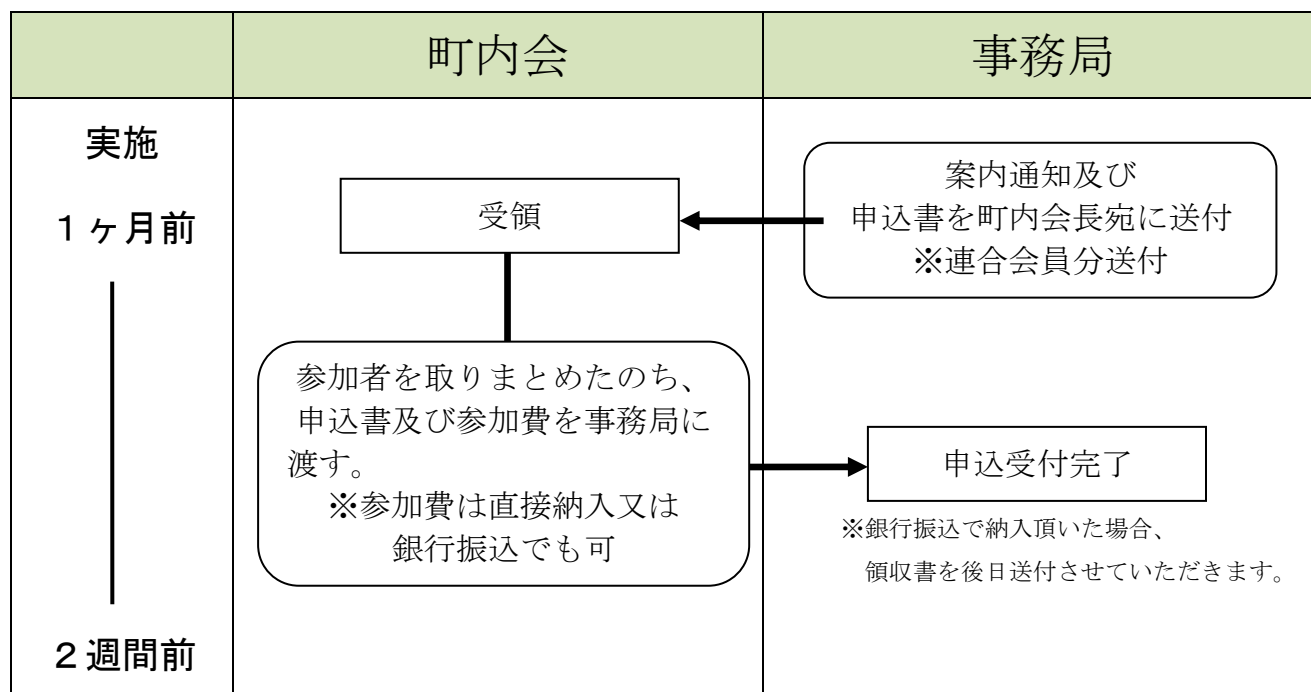 町内会
事務局
実施
１ヶ月前
受領
案内通知及び
申込書を町内会長宛に送付
※連合会員分送付
参加者を取りまとめたのち、
申込書及び参加費を事務局に
渡す。
※参加費は直接納入又は
銀行振込でも可
申込受付完了
※銀行振込で納入頂いた場合、
領収書を後日送付させていただきます。
２週間前